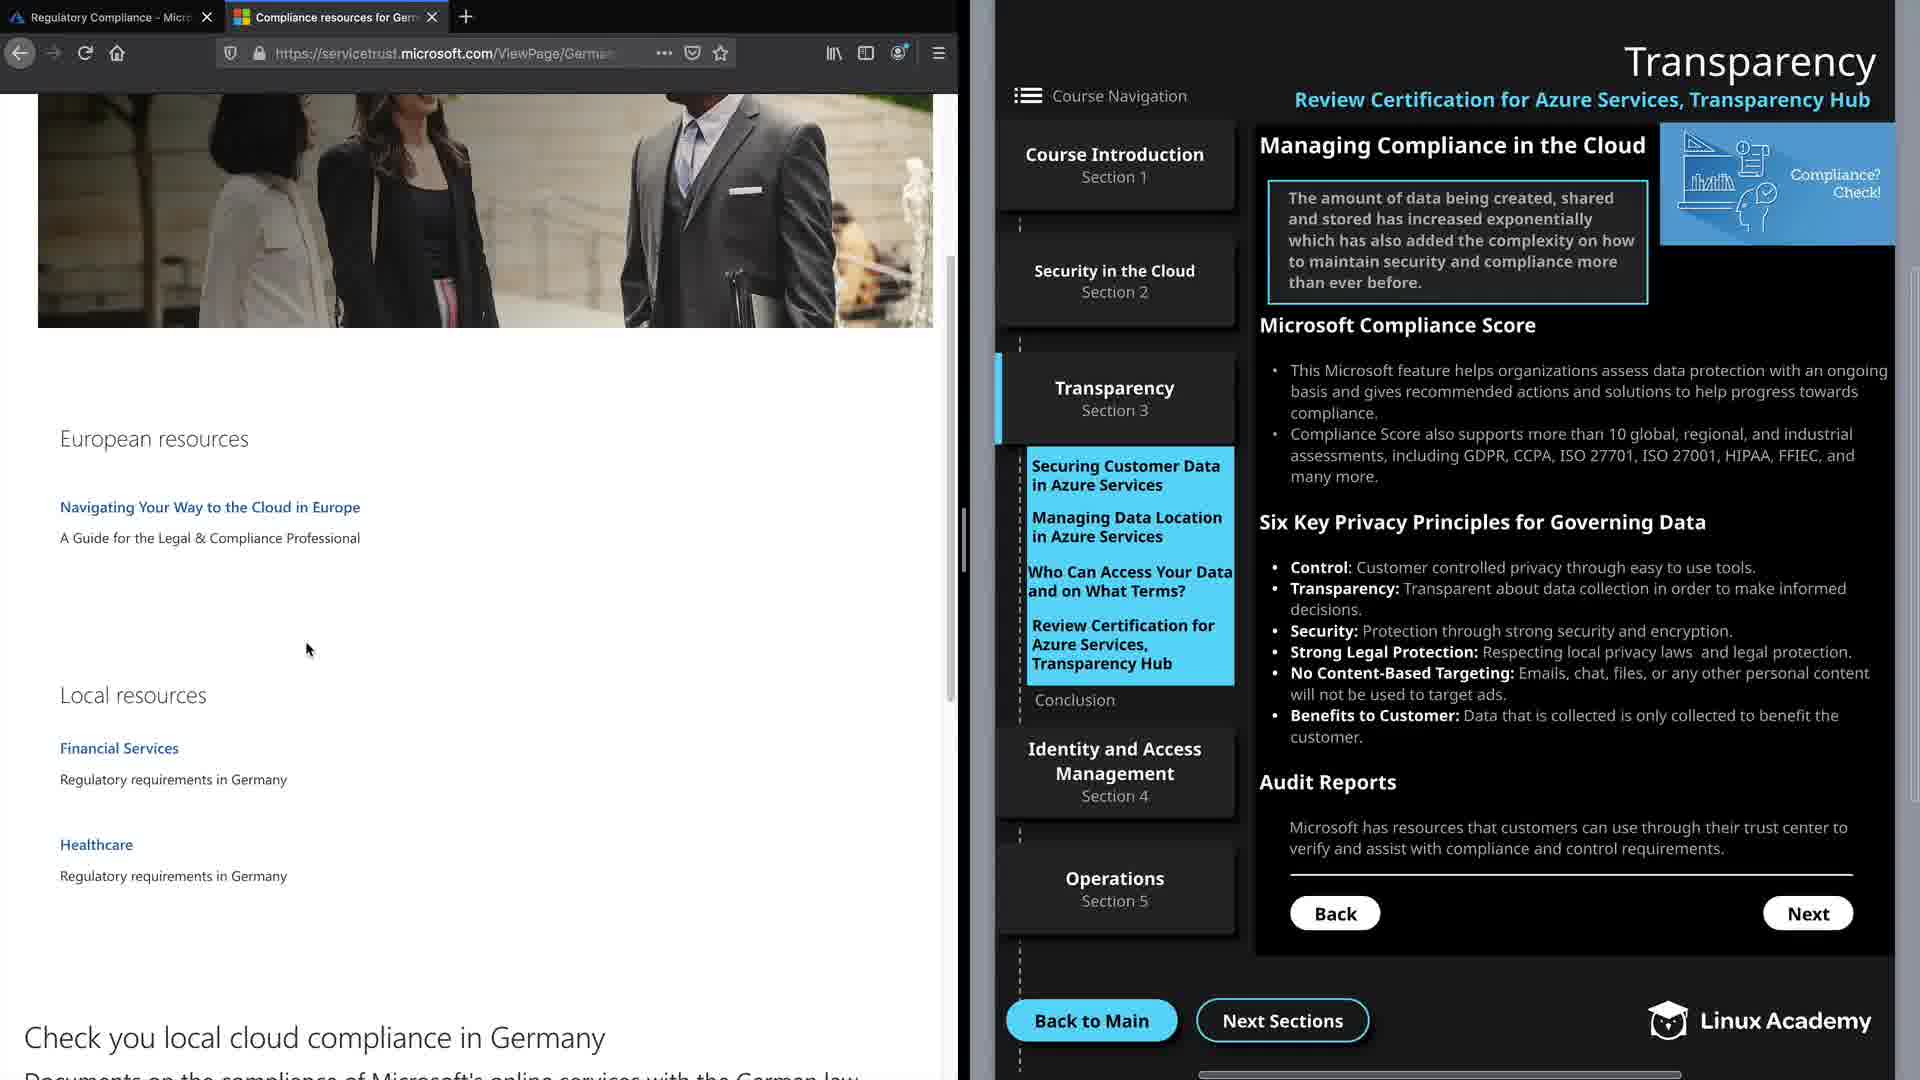 Regulatory Compliance - Micro
Compliance resources for Germ
https://servicetrust.microsoft.com/ViewPage/German
European resources
Navigating Your Way to the Cloud in Europe
A Guide for the Legal & Compliance Professional
Local resources
Financial Services
Regulatory requirements in Germany
Healthcare
Regulatory requirements in Germany
Check you local cloud compliance in Germany
Documents on the compliance of Microsoft's online services with the German law
Transparency
Course Navigation
Review Certification for Azure Services, Transparency Hub
Course Introduction
Section 1
Security in the Cloud
Section 2
Transparency
Section 3
Securing Customer Data
in Azure Services
Managing Data Location
in Azure Services
Who Can Access Your Data
and on What Terms?
Review Certification for
Azure Services,
Transparency Hub
Conclusion
Identity and Access
Management
Section 4
Operations
Section 5
Managing Compliance in the Cloud
Compliance?
Check!
The amount of data being created, shared
and stored has increased exponentially
which has also added the complexity on how
to maintain security and compliance more
than ever before.
Microsoft Compliance Score
• This Microsoft feature helps organizations assess data protection with an ongoing
basis and gives recommended actions and solutions to help progress towards
compliance.
• Compliance Score also supports more than 10 global, regional, and industrial
assessments, including GDPR, CCPA, ISO 27701, ISO 27001, HIPAA, FFIEC, and
many more.
Six Key Privacy Principles for Governing Data
• Control: Customer controlled privacy through easy to use tools.
• Transparency: Transparent about data collection in order to make informed
decisions.
• Security: Protection through strong security and encryption.
• Strong Legal Protection: Respecting local privacy laws and legal protection.
• No Content-Based Targeting: Emails, chat, files, or any other personal content
will not be used to target ads.
• Benefits to Customer: Data that is collected is only collected to benefit the
customer.
Audit Reports
Microsoft has resources that customers can use through their trust center to
verify and assist with compliance and control requirements.
Back
Next
Back to Main
Next Sections
Linux Academy